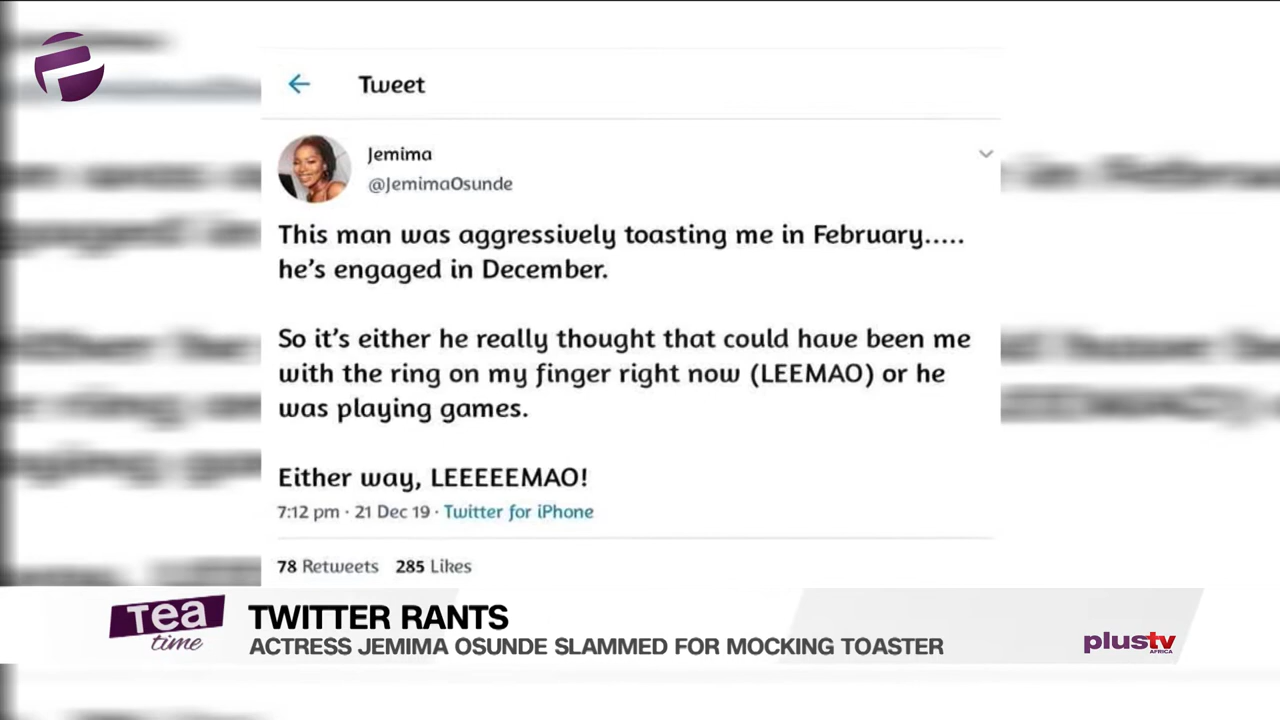 Tweet
Jemima
@JemimaOsunde
This man was aggressively toasting me in February.....
he's engaged in December.
So it's either he really thought that could have been me
with the ring on my finger right now (LEEMAO) or he
was playing games.
Either way, LEEEEEMAO!
7:12 pm · 21 Dec 19 · Twitter for iPhone
78 Retweets 285 Likes
Tea
time
TWITTER RANTS
ACTRESS JEMIMA OSUNDE SLAMMED FOR MOCKING TOASTER
plustv
AFRICA